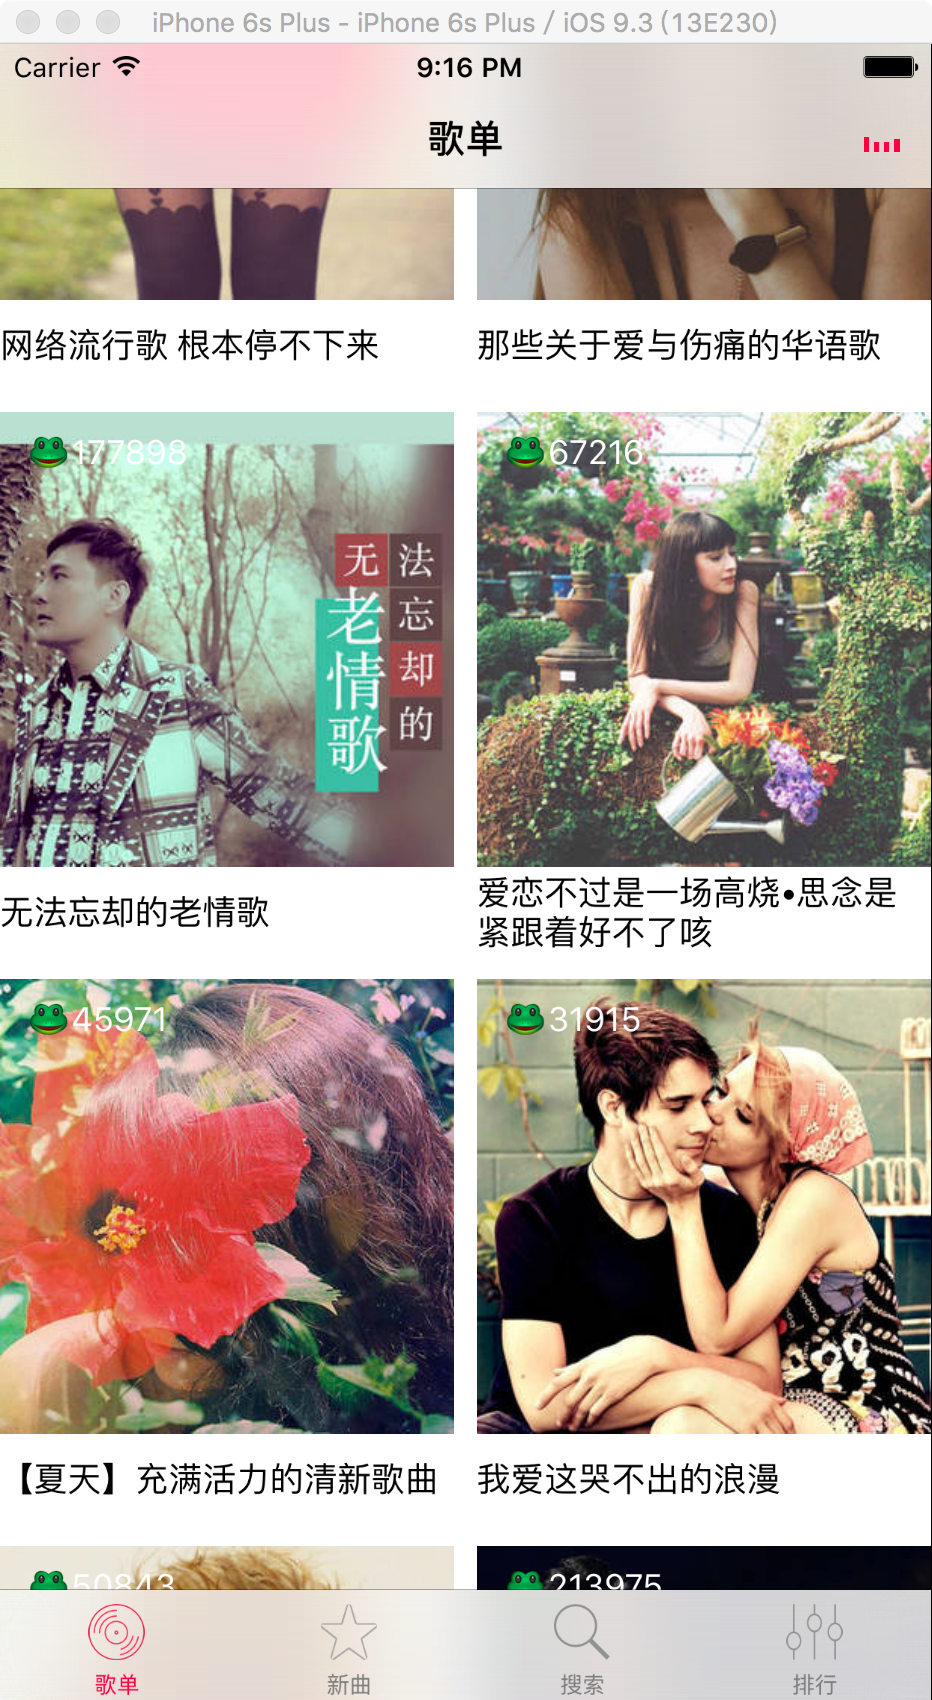 iPhone 6s Plus - iPhone 6s Plus / iOS 9.3 (13E230)
Carrier 9:16 PM
歌单
网络流行歌 根本停不下来
那些关于爱与伤痛的华语歌
🐸177898
无法忘却的
老情歌
无法忘却的老情歌
🐸67216
爱恋不过是一场高烧•思念是
紧跟着好不了咳
🐸45971
【夏天】充满活力的清新歌曲
🐸31915
我爱这哭不出的浪漫
🐸50843
🐸213975
歌单 新曲 搜索 排行